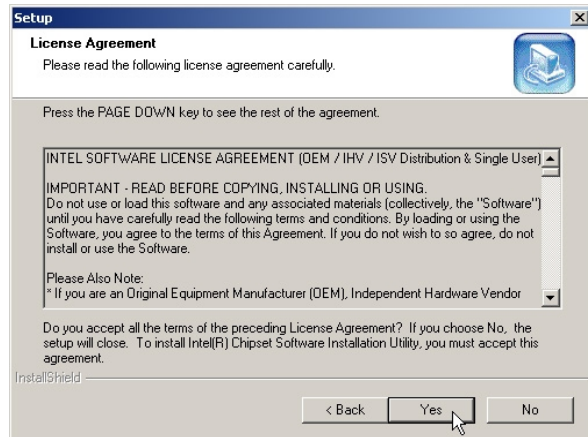 Setup
License Agreement
Please read the following license agreement carefully.
Press the PAGE DOWN key to see the rest of the agreement.
INTEL SOFTWARE LICENSE AGREEMENT (OEM / IHV / ISV Distribution & Single User)
IMPORTANT - READ BEFORE COPYING, INSTALLING OR USING.
Do not use or load this software and any associated materials (collectively, the "Software")
until you have carefully read the following terms and conditions. By loading or using the
Software, you agree to the terms of this Agreement. If you do not wish to so agree, do not
install or use the Software.
Please Also Note:
* If you are an Original Equipment Manufacturer (OEM), Independent Hardware Vendor
Do you accept all the terms of the preceding License Agreement? If you choose No, the
setup will close. To install Intel(R) Chipset Software Installation Utility, you must accept this
agreement.
InstallShield
< Back Yes No